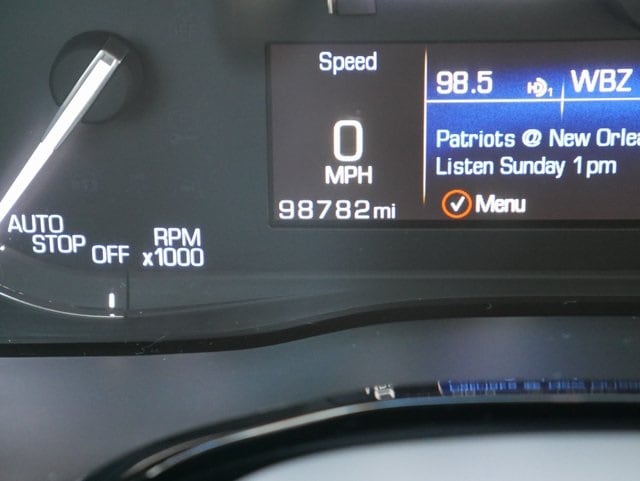 Speed
0
MPH
98782mi
98.5 HD1 WBZ
Patriots @ New Orlea
Listen Sunday 1pm
Menu
AUTO
STOP
OFF
RPM
x1000